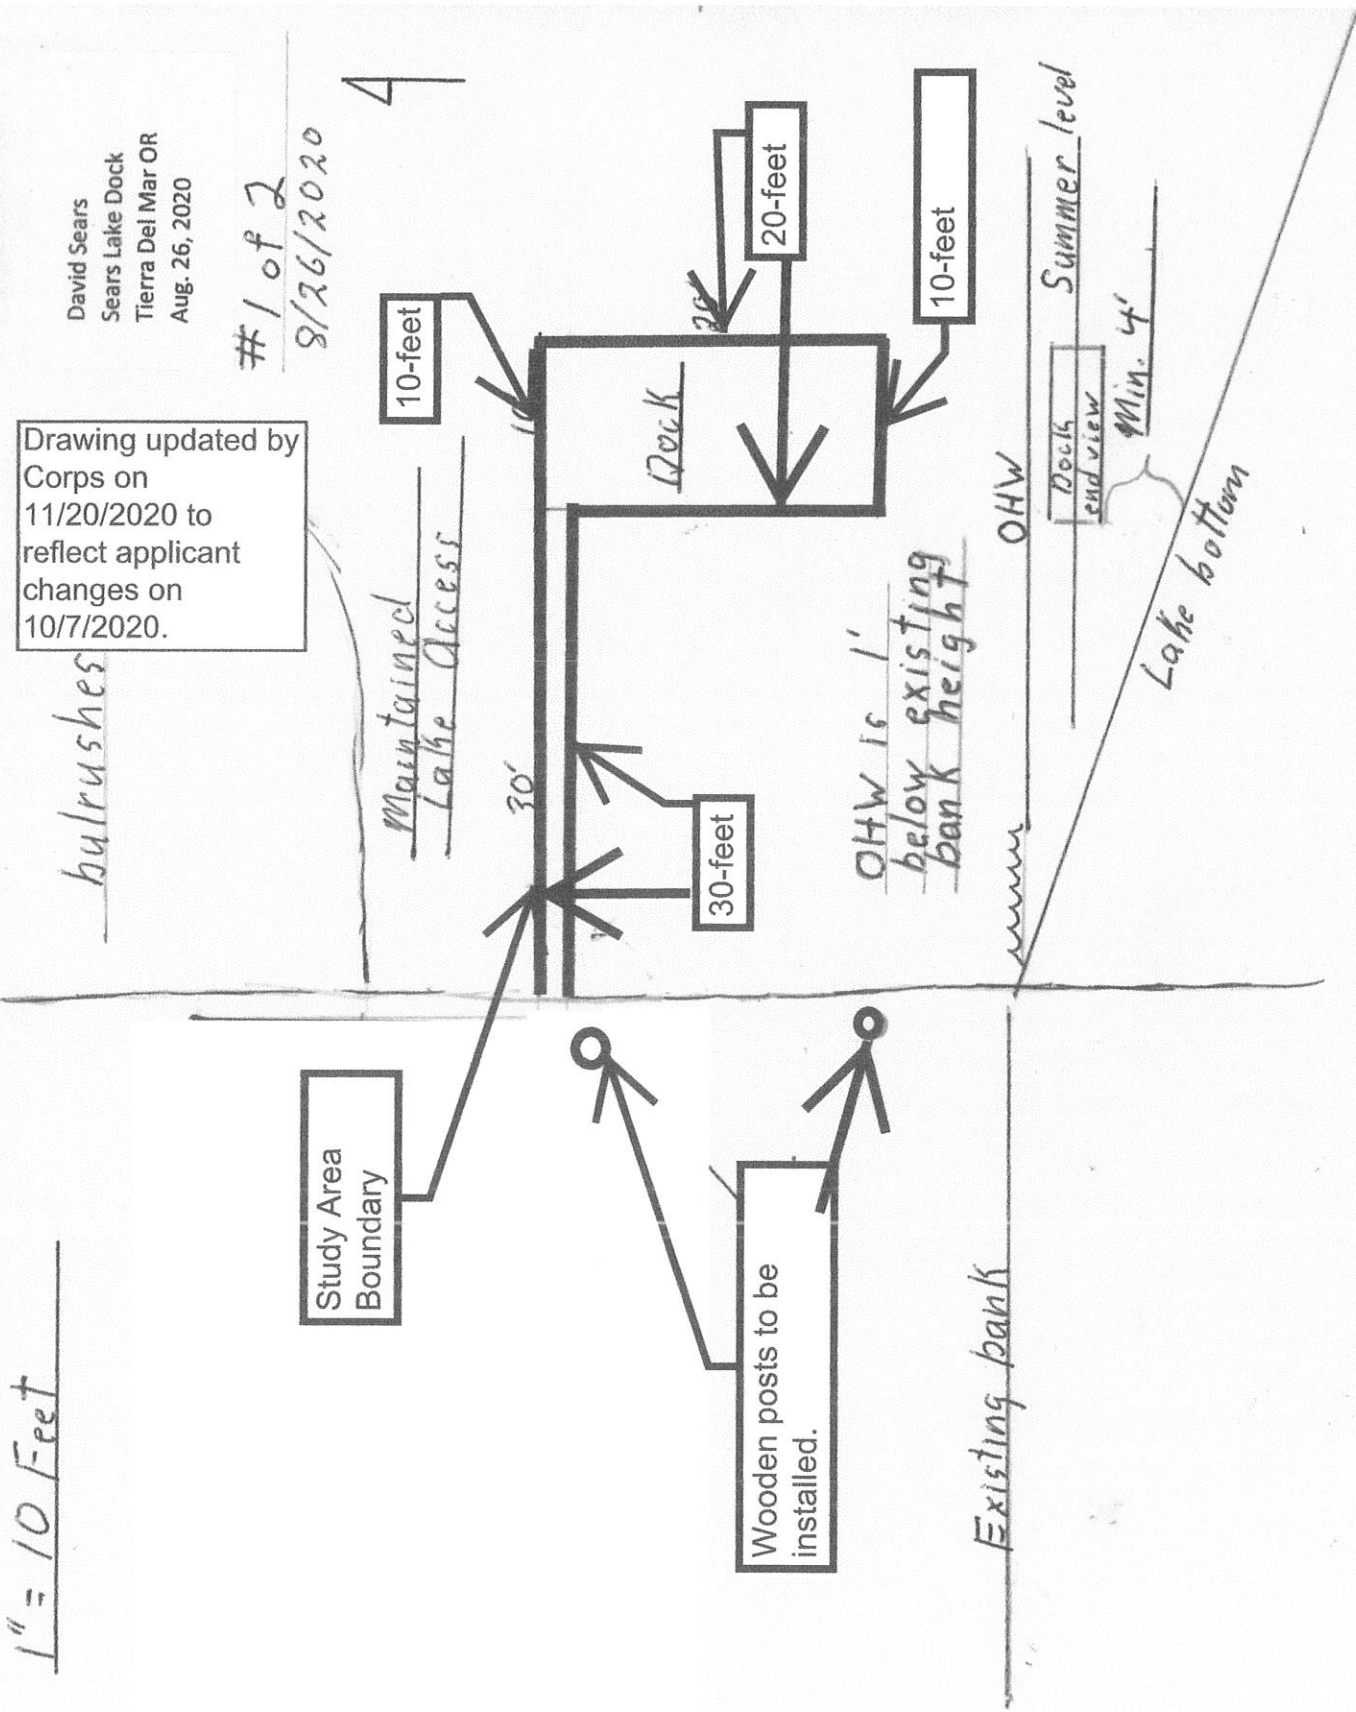 1" = 10 Feet
bulrushes
Drawing updated by
Corps on
11/20/2020 to
reflect applicant
changes on
10/7/2020.
David Sears
Sears Lake Dock
Tierra Del Mar OR
Aug. 26, 2020
#1 of 2
8/26/2020
Maintained
Lake Access
10-feet
Study Area
Boundary
30'
10
Dock
20'
20-feet
30-feet
10-feet
Wooden posts to be
installed.
OHW is 1'
below existing
bank height
OHW
Summer level
Dock
end view
Min. 4'
Existing bank
Lake bottom